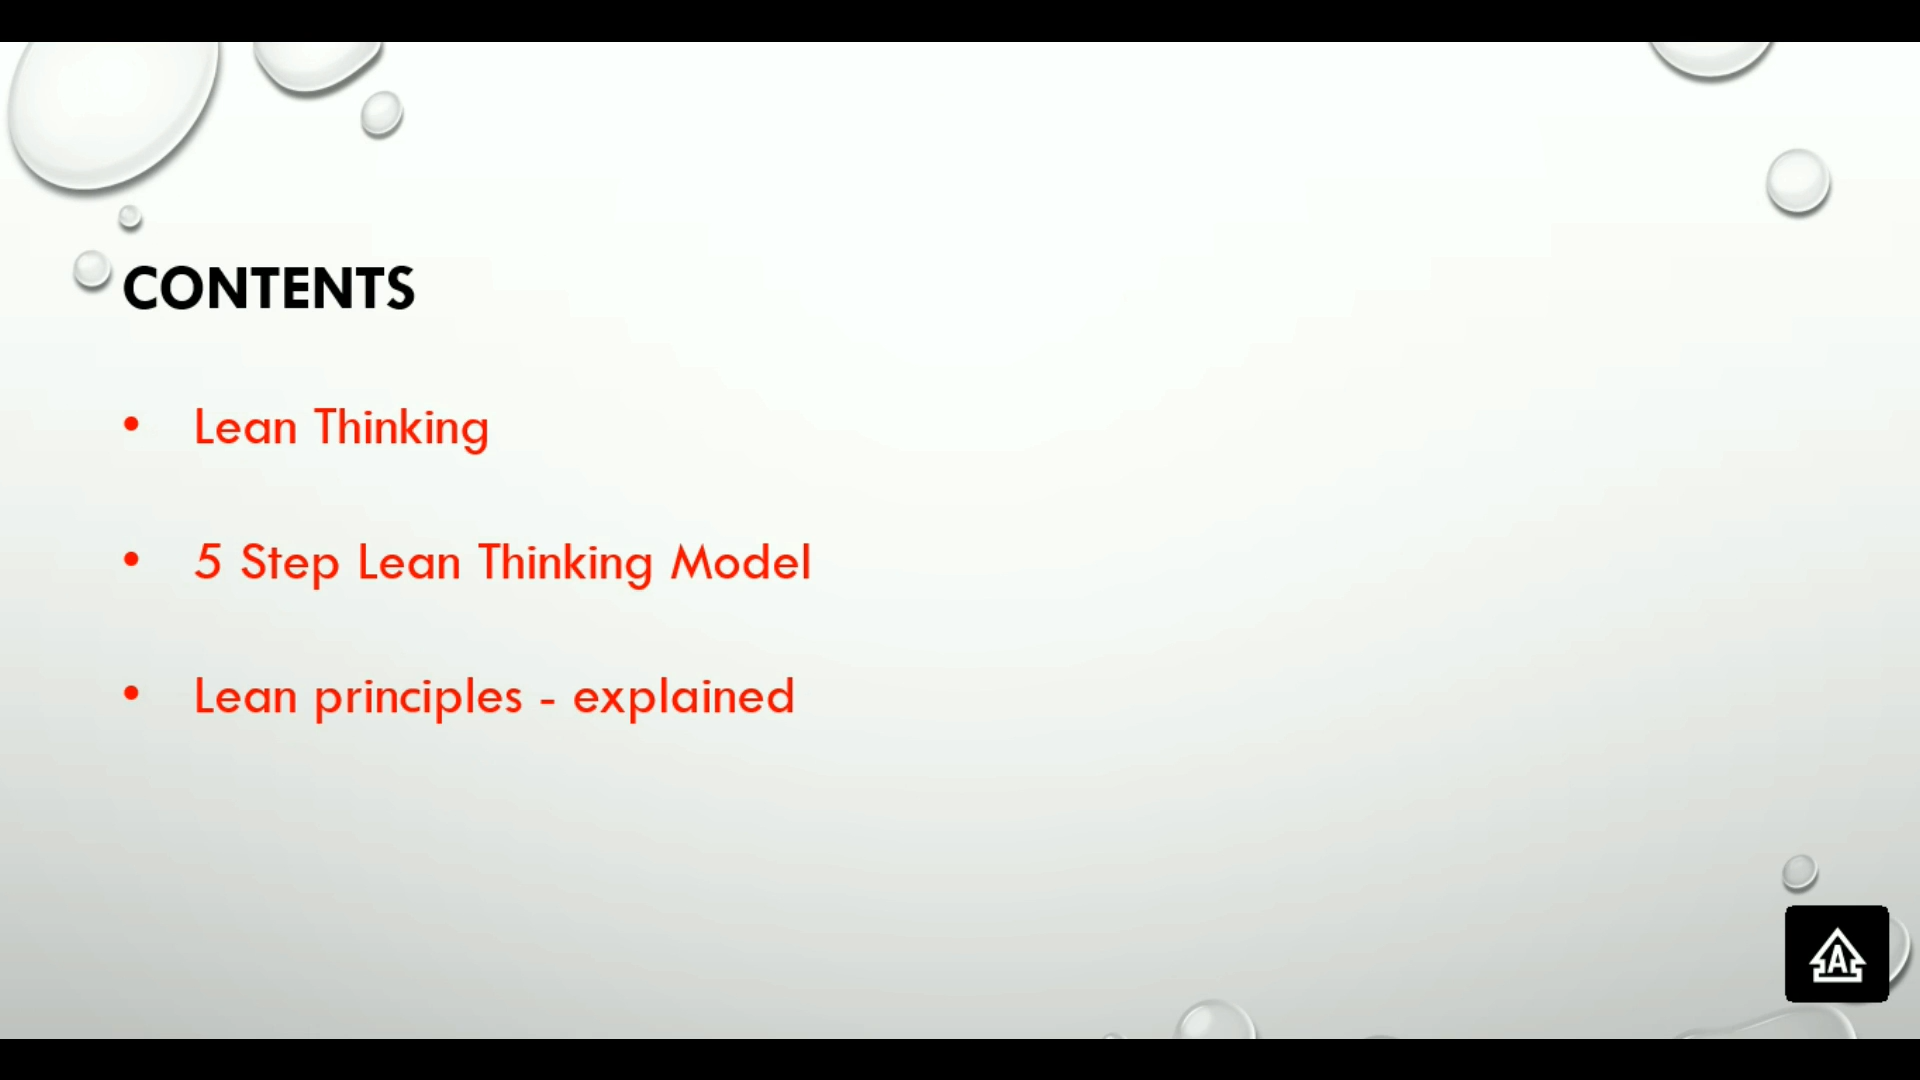 CONTENTS
• Lean Thinking
• 5 Step Lean Thinking Model
• Lean principles - explained
A